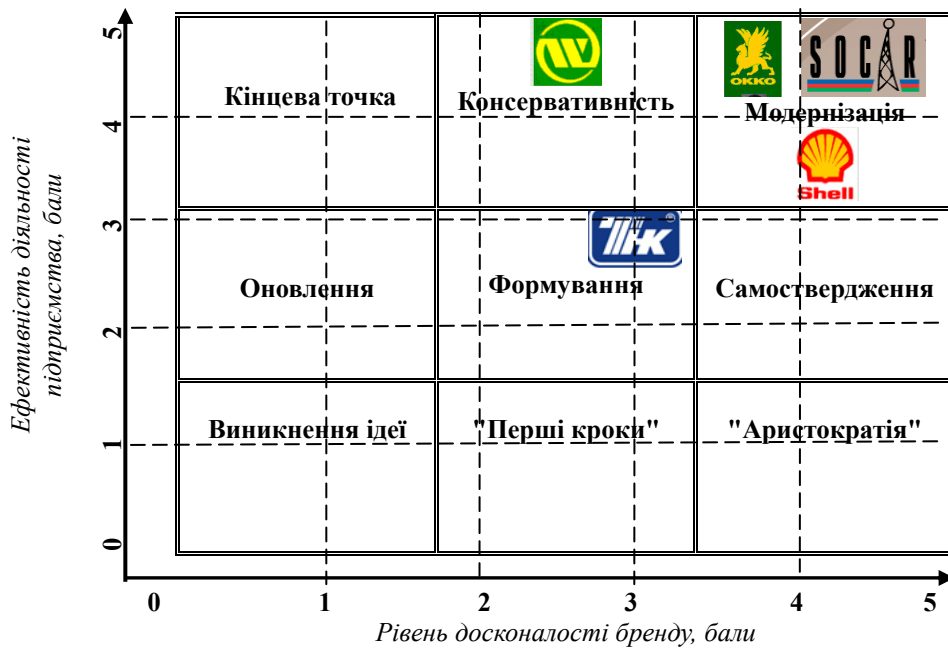 Ефективність діяльності
підприємства, бали
5
4
3
2
1
0
Кінцева точка
Консервативність
ОККО
SOCAR
Модернізація
Shell
Оновлення
ТНК ®
Формування
Самоствердження
Виникнення ідеї
"Перші кроки"
"Аристократія"
0 1 2 3 4 5
Рівень досконалості бренду, бали